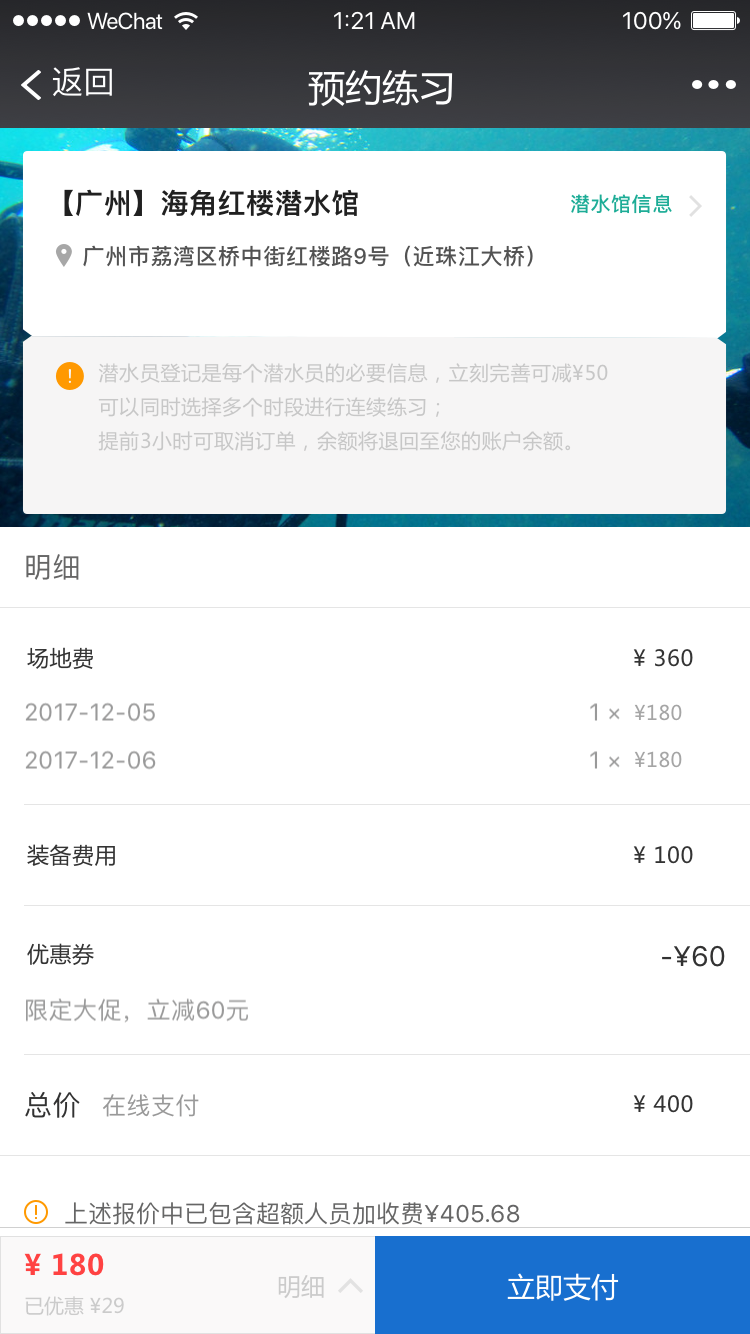 WeChat 1:21 AM 100%
返回 预约练习
【广州】海角红楼潜水馆 潜水馆信息
广州市荔湾区桥中街红楼路9号（近珠江大桥）
潜水员登记是每个潜水员的必要信息，立刻完善可减¥50
可以同时选择多个时段进行连续练习；
提前3小时可取消订单，余额将退回至您的账户余额。
明细
场地费 ¥ 360
2017-12-05 1 × ¥180
2017-12-06 1 × ¥180
装备费用 ¥ 100
优惠券 -¥60
限定大促，立减60元
总价 在线支付 ¥ 400
上述报价中已包含超额人员加收费¥405.68
¥ 180
已优惠 ¥29
明细
立即支付